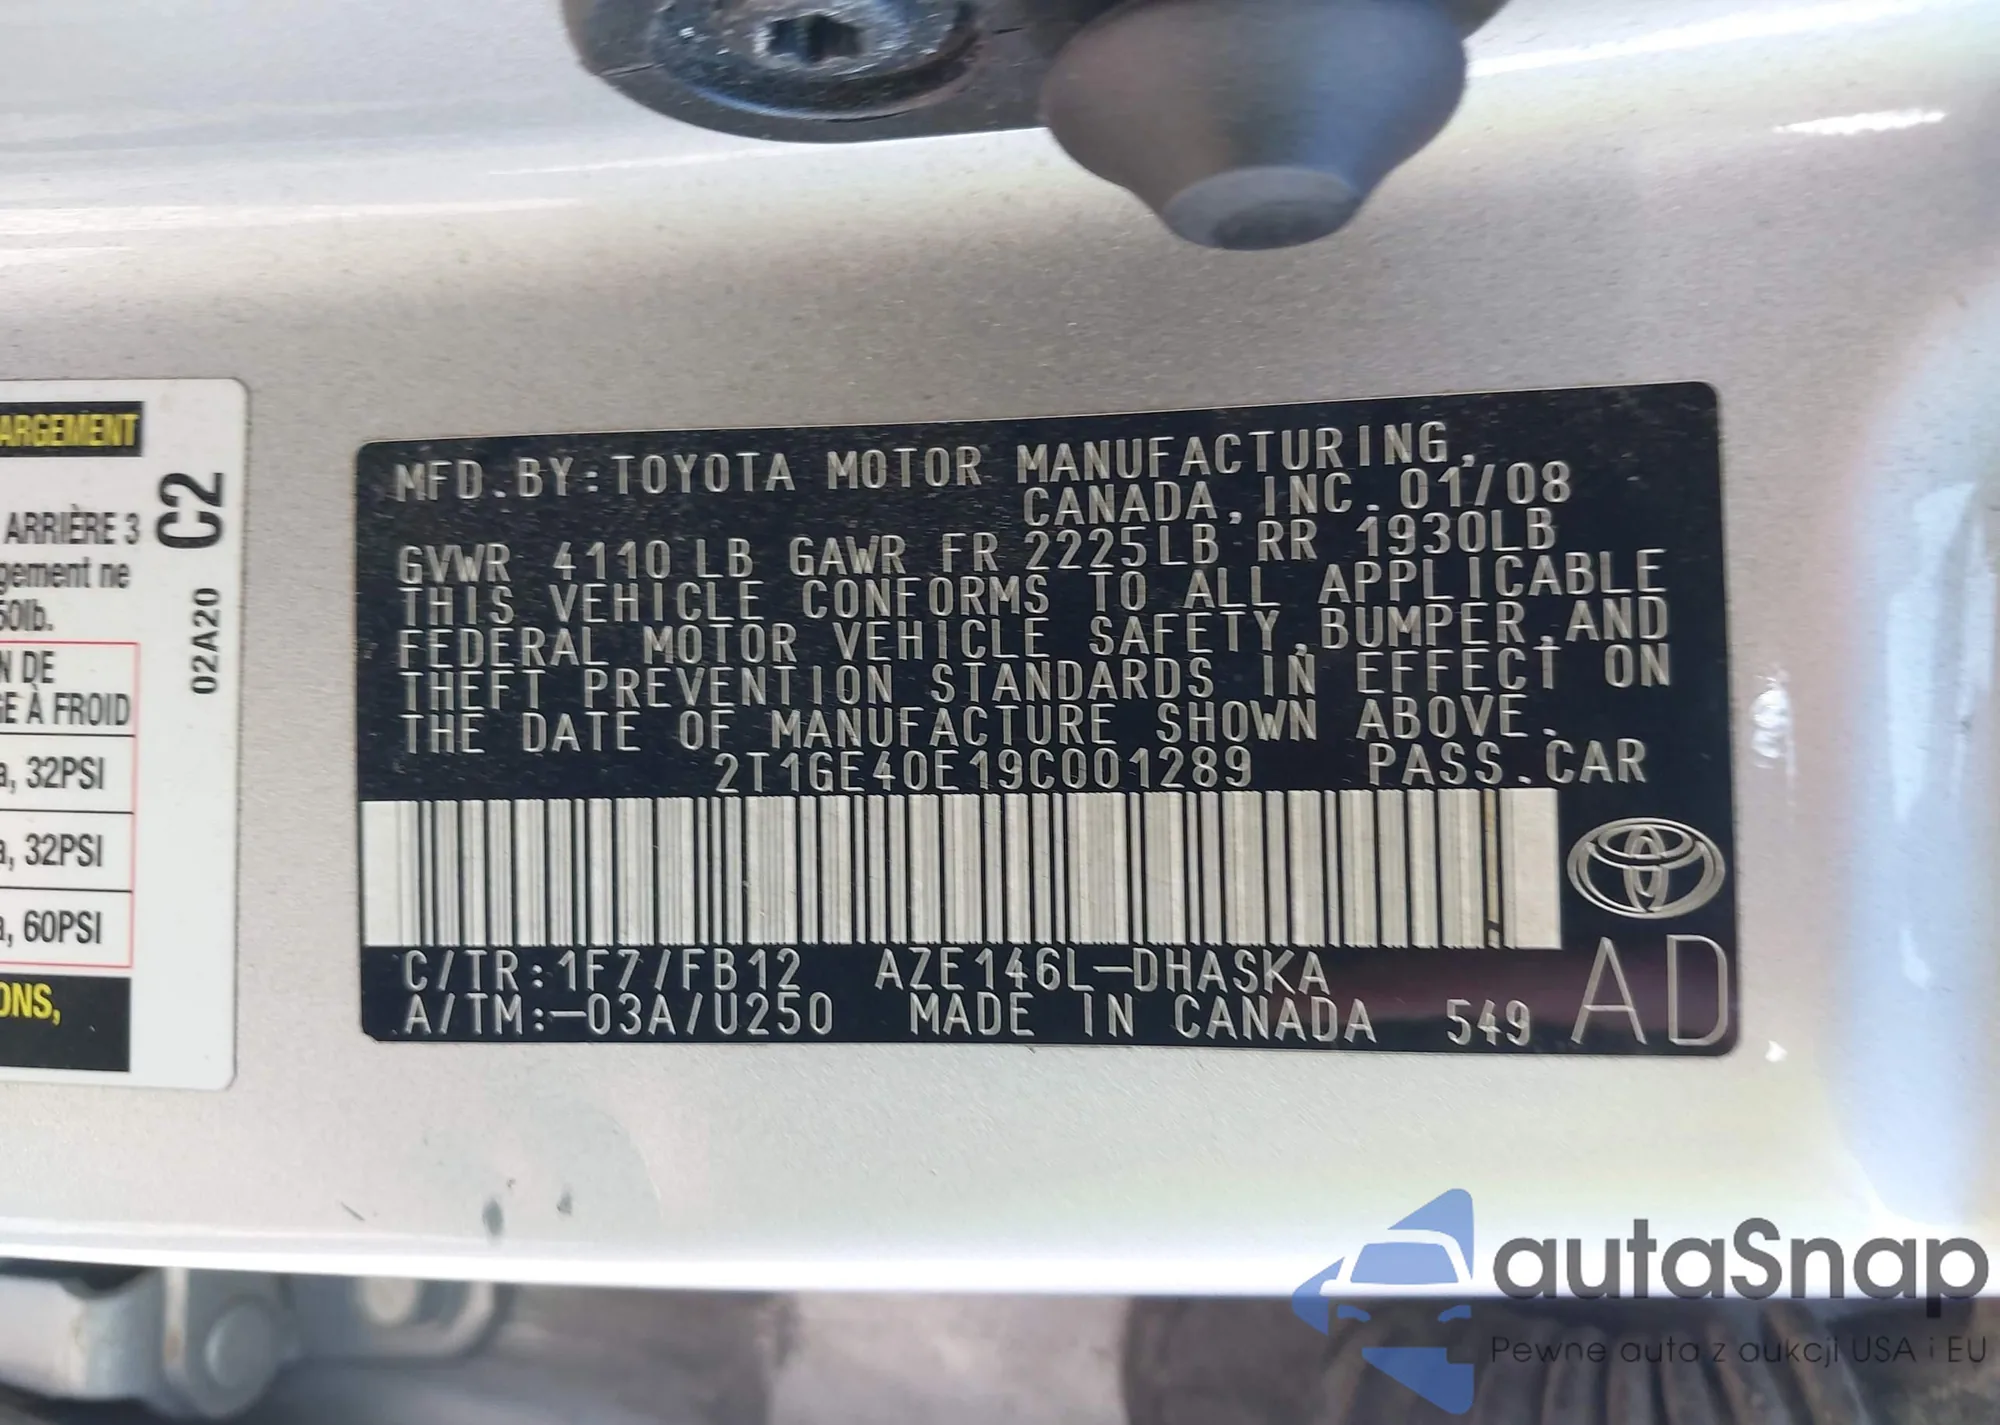 ARGEMENT
C2
ARRIÈRE 3
gement ne
50lb.
N DE
GE À FROID
a, 32PSI
a, 32PSI
a, 60PSI
ONS,
02A20
MFD.BY:TOYOTA MOTOR MANUFACTURING,
CANADA,INC.01/08
GVWR 4110LB GAWR FR 2225LB RR 1930LB
THIS VEHICLE CONFORMS TO ALL APPLICABLE
FEDERAL MOTOR VEHICLE SAFETY,BUMPER,AND
THEFT PREVENTION STANDARDS IN EFFECT ON
THE DATE OF MANUFACTURE SHOWN ABOVE.
2T1GE40E19C001289 PASS.CAR
C/TR:1F7/FB12 AZE146L-DHASKA
A/TM:-03A/U250 MADE IN CANADA 549
AD
autaSnap
Pewne auta z aukcji USA i EU